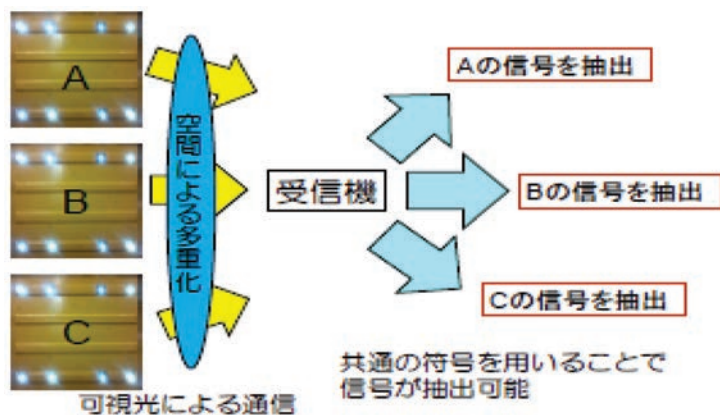 A
B
C
空間による多重化
受信機
Aの信号を抽出
Bの信号を抽出
Cの信号を抽出
可視光による通信
共通の符号を用いることで
信号が抽出可能